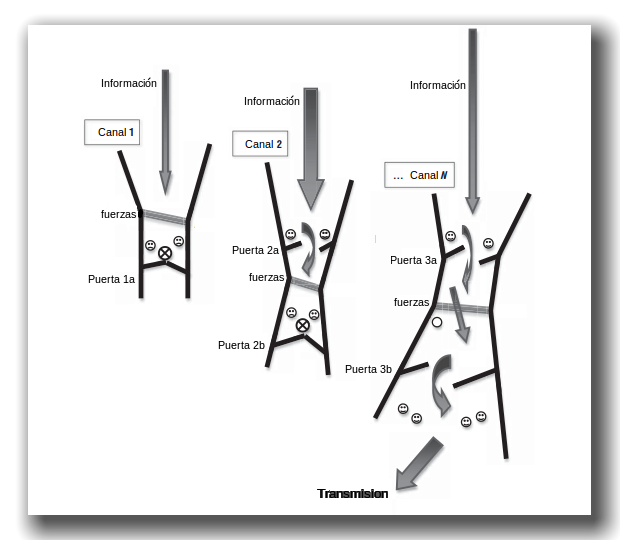 Información
Canal 1
fuerzas
Puerta 1a
Información
Canal 2
Puerta 2a
fuerzas
Puerta 2b
Información
... Canal N
Puerta 3a
fuerzas
Puerta 3b
Transmision